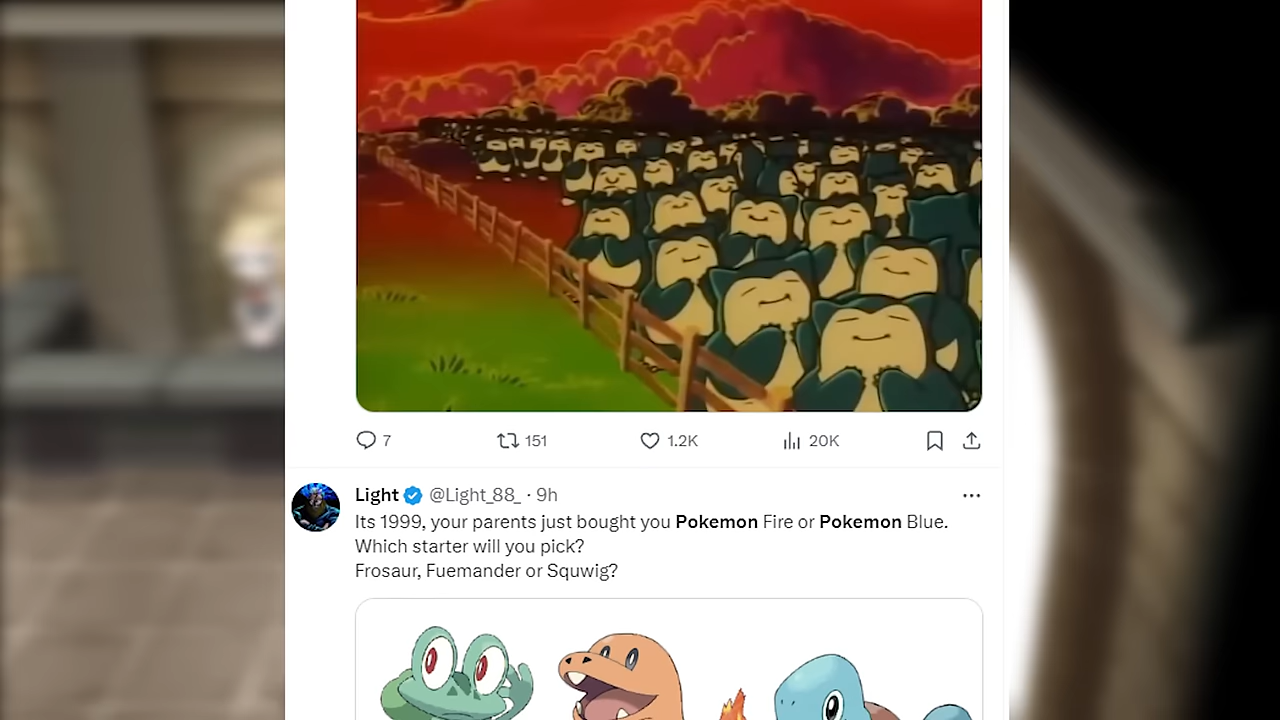 7 151 1.2K 20K
Light @Light_88_ · 9h
Its 1999, your parents just bought you Pokemon Fire or Pokemon Blue.
Which starter will you pick?
Frosaur, Fuemander or Squwig?